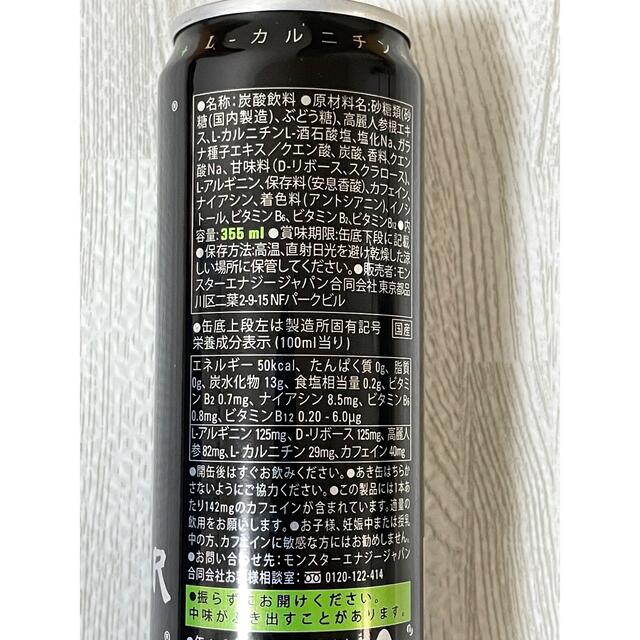 L-カルニチン
●名称:炭酸飲料 ●原材料名:砂糖類(砂
糖(国内製造)、ぶどう糖)、高麗人参根エキ
ス、L-カルニチンL-酒石酸塩、塩化Na、ガラ
ナ種子エキス/クエン酸、炭酸、香料、クエン
酸Na、甘味料(D-リボース、スクラロース)、
L-アルギニン、保存料(安息香酸)、カフェイン、
ナイアシン、着色料(アントシアニン)、イノシ
トール、ビタミンB6、ビタミンB2、ビタミンB12 ●内
容量:355 ml ●賞味期限:缶底下段に記載
●保存方法:高温、直射日光を避け乾燥した涼
しい場所に保管してください。●販売者:モン
スターエナジージャパン合同会社 東京都品
川区二葉2-9-15 NFパークビル
●缶底上段左は製造所固有記号 国産
栄養成分表示 (100ml当り)
エネルギー 50kcal、たんぱく質 0g、脂質
0g、炭水化物 13g、食塩相当量 0.2g、ビタミ
ン B2 0.7mg、ナイアシン 8.5mg、ビタミン B6
0.8mg、ビタミン B12 0.20 - 6.0μg
L-アルギニン 125mg、D-リボース 125mg、高麗人
参 82mg、L-カルニチン 29mg、カフェイン 40mg
●開缶後はすぐお飲みください。●あき缶はちらか
さないようにご協力ください。●この製品には1本あ
たり142mgのカフェインが含まれています。適量の
飲用をお願いします。●お子様、妊娠中または授乳
中の方、カフェインに敏感な方にはお勧めしません。
●お問い合わせ先:モンスターエナジージャパン
合同会社お客様相談室: 0120-122-414
●振らずにお開けください。
中味がふき出すことがあります。
R